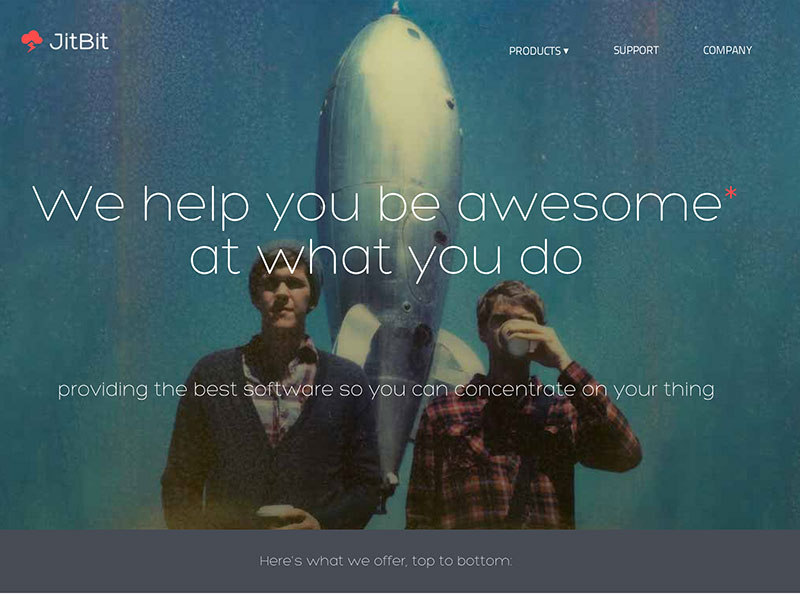 JitBit
PRODUCTS ▾
SUPPORT
COMPANY
We help you be awesome*
at what you do
providing the best software so you can concentrate on your thing
Here's what we offer, top to bottom: